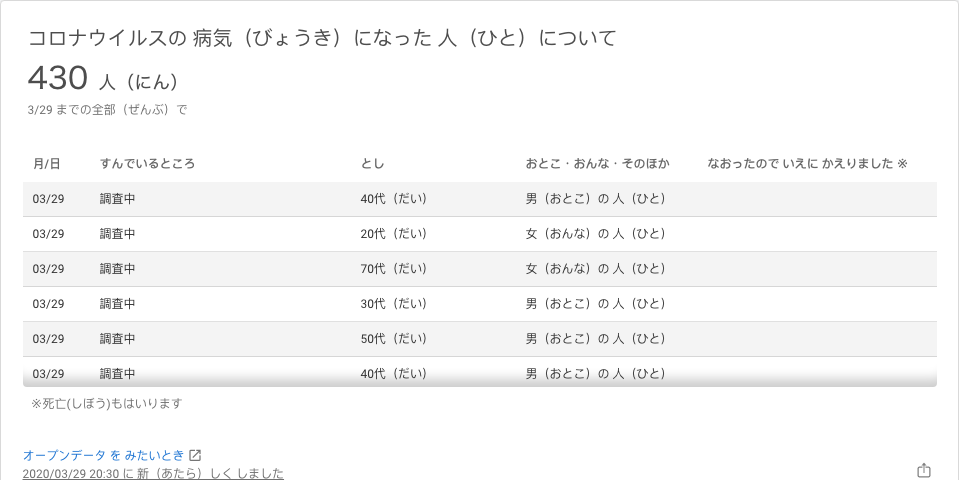 コロナウイルスの 病気（びょうき）になった 人（ひと）について
430 人（にん）
3/29 までの全部（ぜんぶ）で
月/日 すんでいるところ とし おとこ・おんな・そのほか なおったので いえに かえりました ※
03/29 調査中 40代（だい） 男（おとこ）の 人（ひと）
03/29 調査中 20代（だい） 女（おんな）の 人（ひと）
03/29 調査中 70代（だい） 女（おんな）の 人（ひと）
03/29 調査中 30代（だい） 男（おとこ）の 人（ひと）
03/29 調査中 50代（だい） 男（おとこ）の 人（ひと）
03/29 調査中 40代（だい） 男（おとこ）の 人（ひと）
※死亡(しぼう)もはいります
オープンデータ を みたいとき
2020/03/29 20:30 に 新（あたら）しく しました